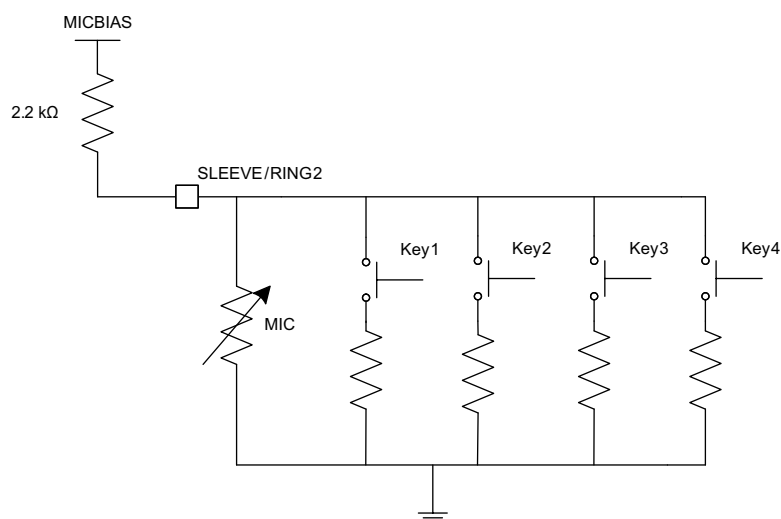 MICBIAS
2.2 kΩ
SLEEVE/RING2
Key1
Key2
Key3
Key4
MIC